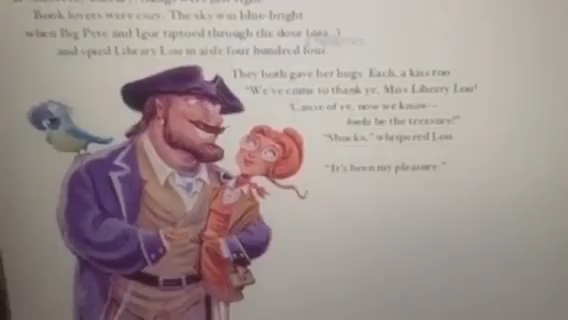 Book lovers were cozy. The sky was blue-bright
when Big Pete and Igor tiptoed through the door
and spied Library Lou in aisle four hundred four.
They both gave her hugs. Each, a kiss too.
"We've come to thank ye, Miss Library Lou!
'Cause of ye, now we know—
books be the treasure!"
"Shucks," whispered Lou.
"It's been my pleasure."